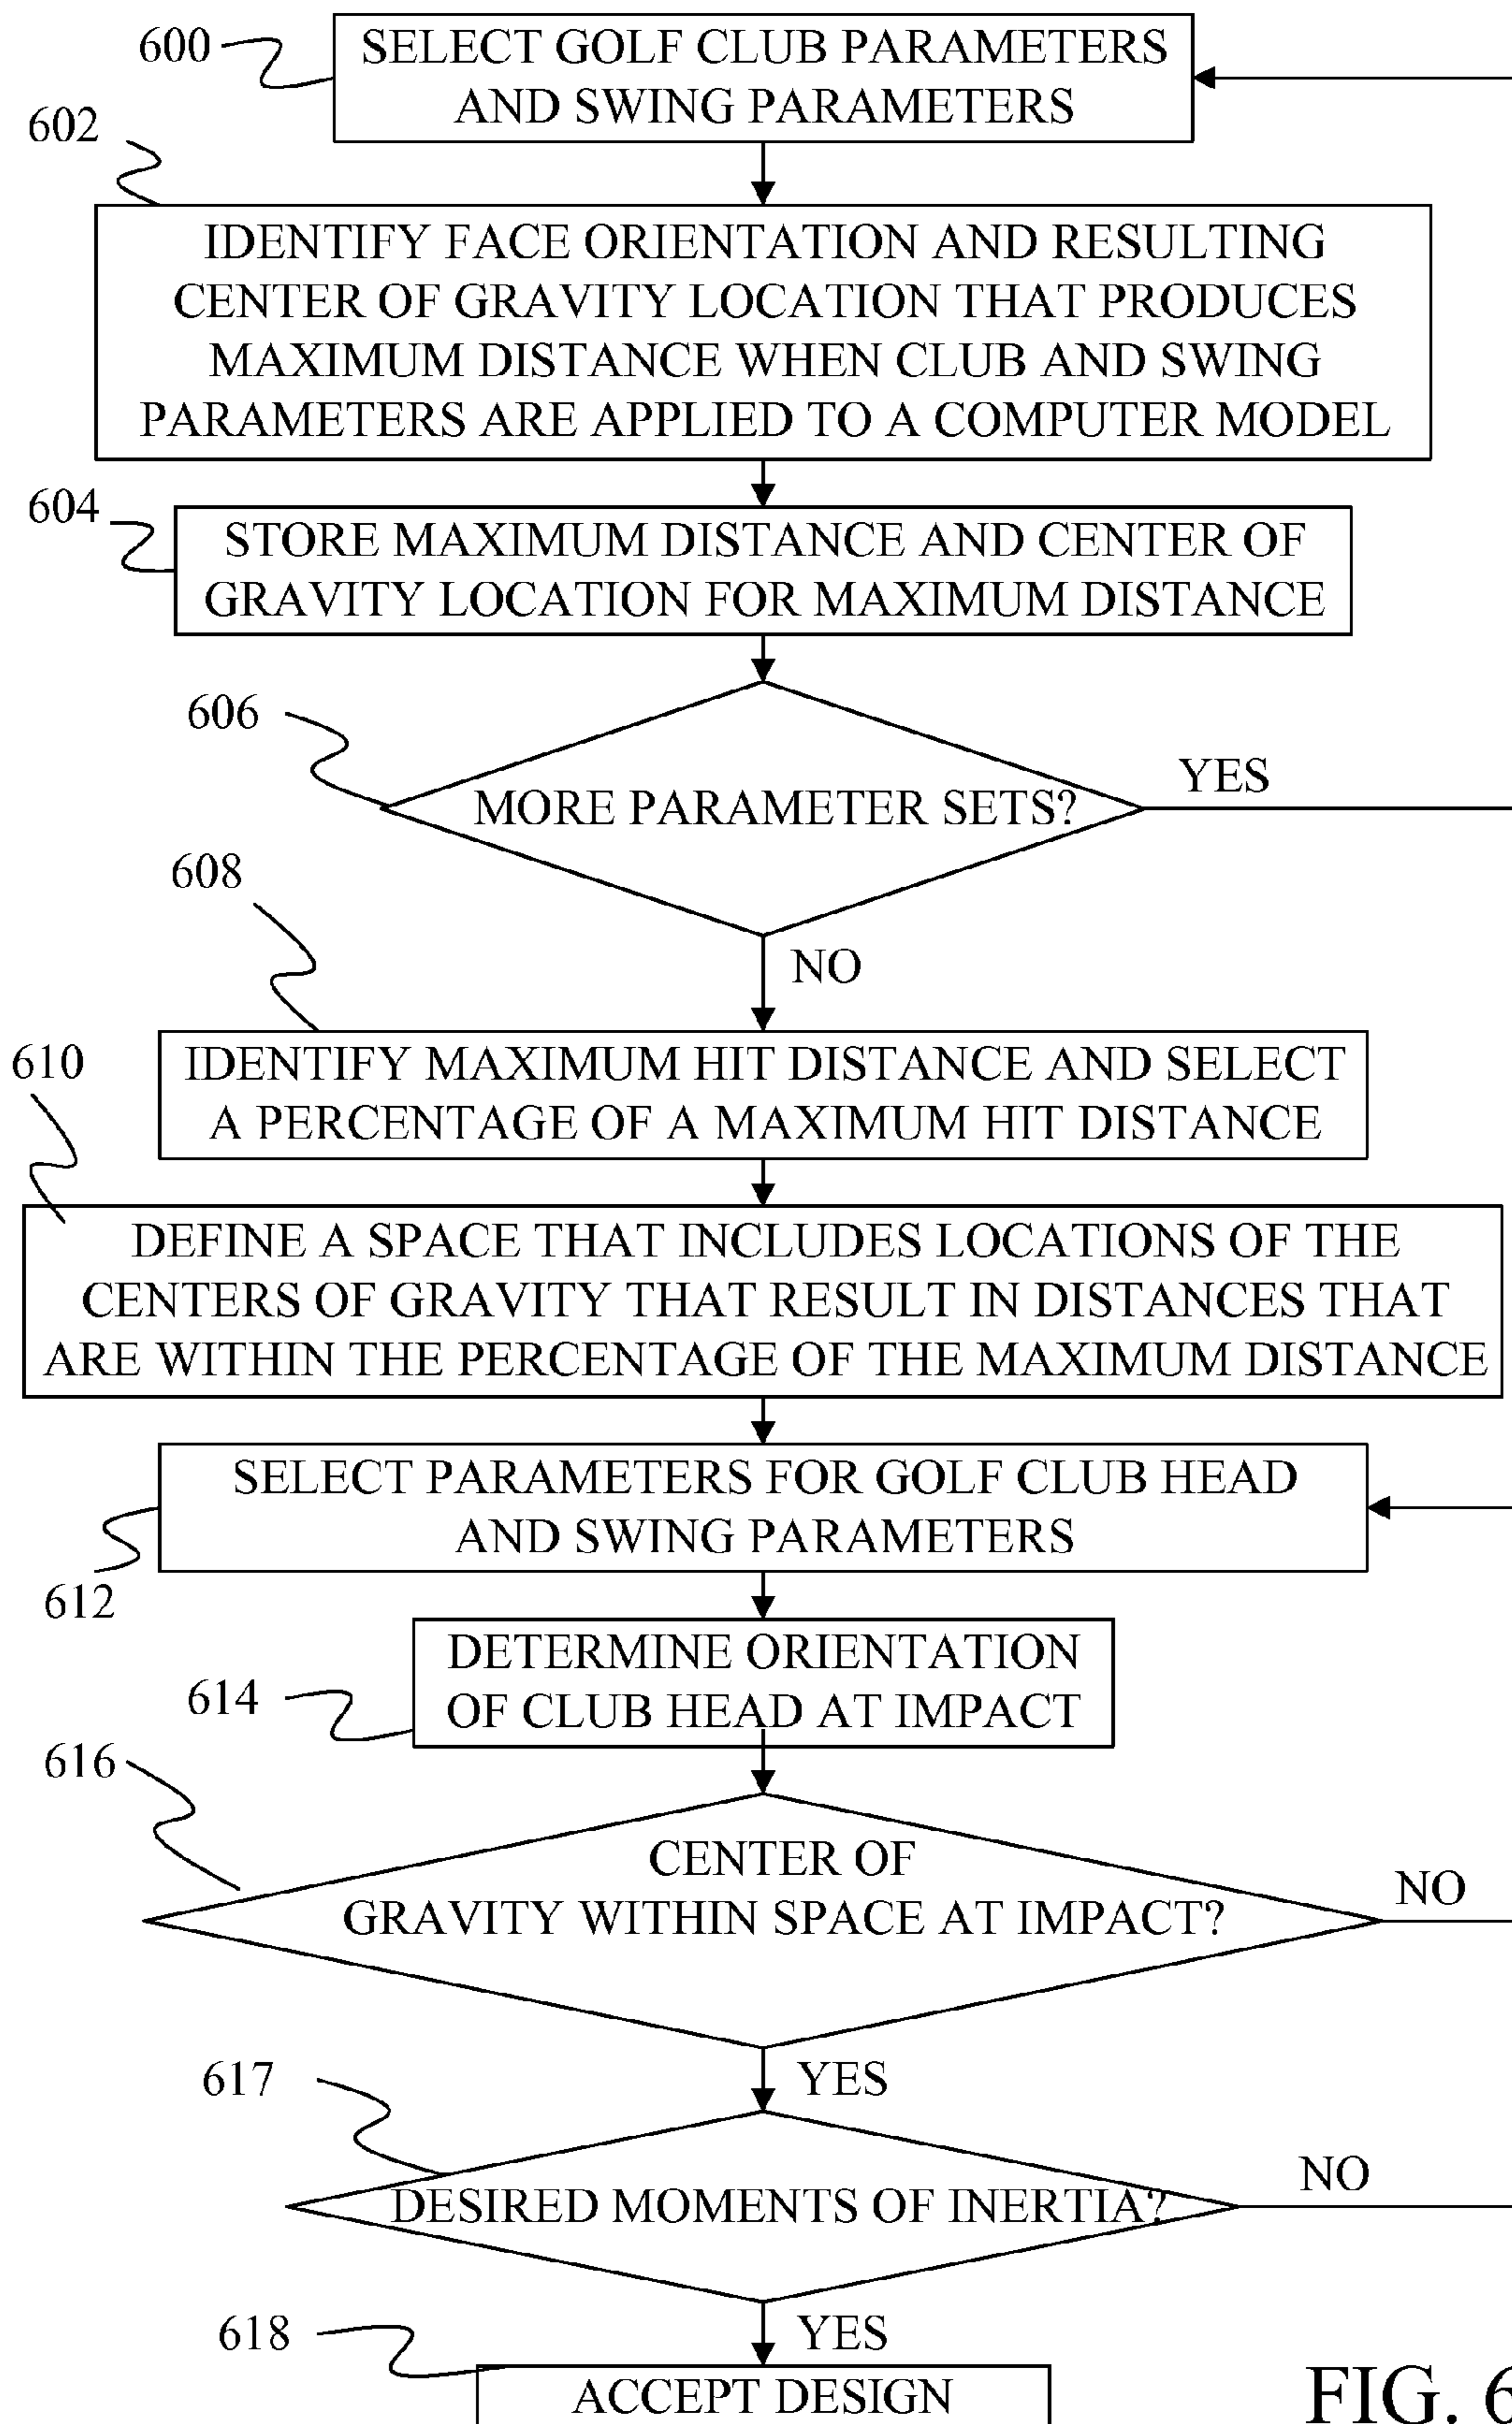 600
SELECT GOLF CLUB PARAMETERS
AND SWING PARAMETERS
602
IDENTIFY FACE ORIENTATION AND RESULTING
CENTER OF GRAVITY LOCATION THAT PRODUCES
MAXIMUM DISTANCE WHEN CLUB AND SWING
PARAMETERS ARE APPLIED TO A COMPUTER MODEL
604
STORE MAXIMUM DISTANCE AND CENTER OF
GRAVITY LOCATION FOR MAXIMUM DISTANCE
606
MORE PARAMETER SETS?
YES
608
NO
IDENTIFY MAXIMUM HIT DISTANCE AND SELECT
A PERCENTAGE OF A MAXIMUM HIT DISTANCE
610
DEFINE A SPACE THAT INCLUDES LOCATIONS OF THE
CENTERS OF GRAVITY THAT RESULT IN DISTANCES THAT
ARE WITHIN THE PERCENTAGE OF THE MAXIMUM DISTANCE
SELECT PARAMETERS FOR GOLF CLUB HEAD
AND SWING PARAMETERS
612
DETERMINE ORIENTATION
OF CLUB HEAD AT IMPACT
614
616
CENTER OF
GRAVITY WITHIN SPACE AT IMPACT?
NO
617
YES
DESIRED MOMENTS OF INERTIA?
NO
618
YES
ACCEPT DESIGN
FIG. 6